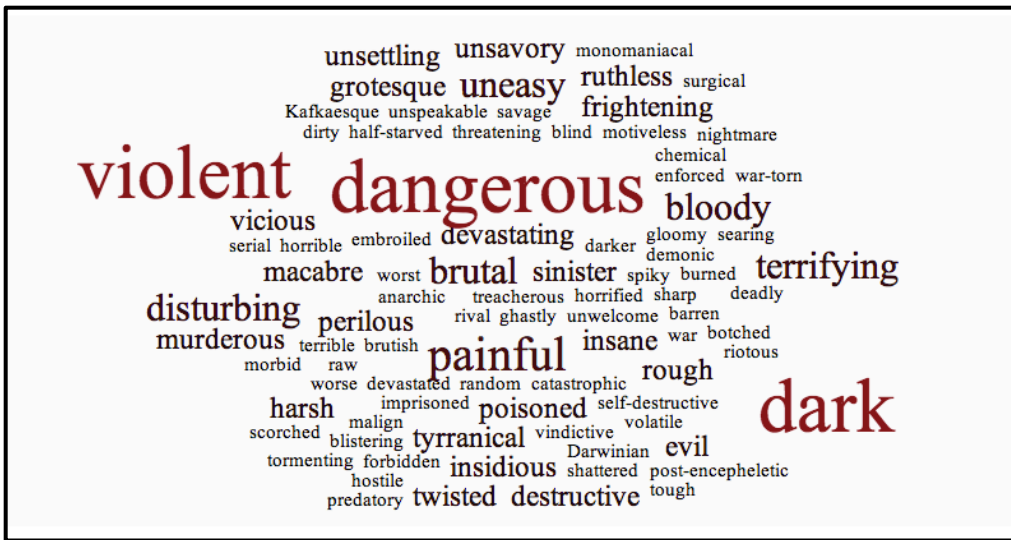 unsettling unsavory monomaniacal
grotesque uneasy ruthless surgical
Kafkaesque unspeakable savage frightening
dirty half-starved threatening blind motiveless nightmare
chemical
violent dangerous enforced war-torn
vicious bloody
serial horrible embroiled devastating darker gloomy searing
demonic
macabre worst brutal sinister spiky burned terrifying
anarchic treacherous horrified sharp deadly
disturbing perilous rival ghastly unwelcome barren
murderous terrible brutish painful insane war botched
riotous
morbid raw rough
worse devastated random catastrophic
harsh imprisoned poisoned self-destructive dark
malign volatile
scorched blistering tyrranical vindictive evil
Darwinian
tormenting forbidden insidious shattered post-encepheletic
hostile
predatory twisted destructive tough